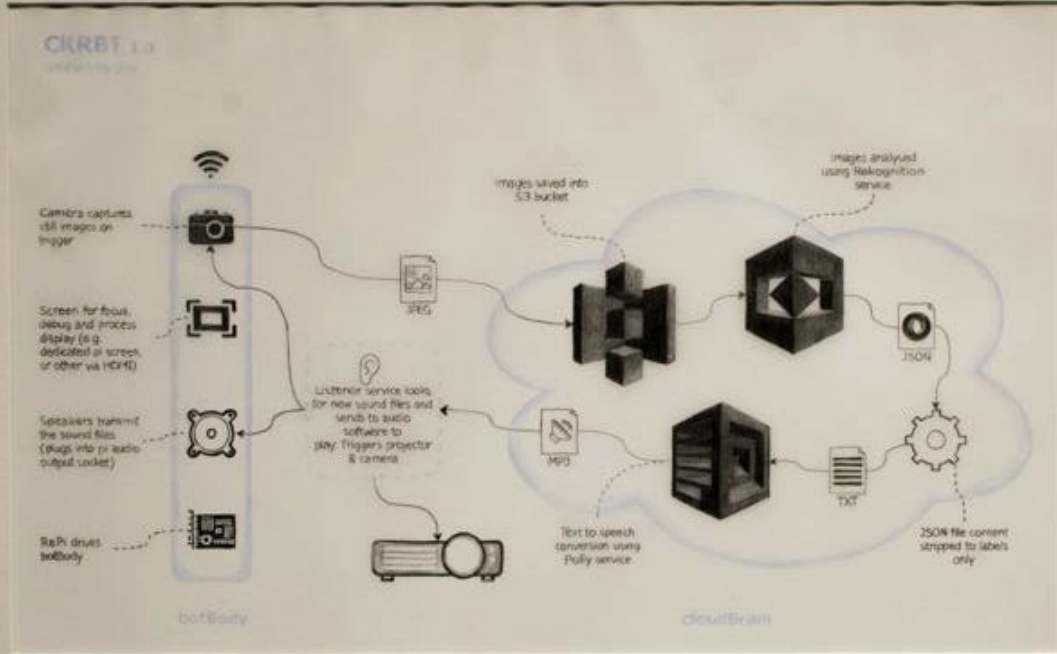 CKRBT 1.0
Camera captures
still images on
trigger
Screen for focus,
debug and process
display (e.g.
dedicated pi screen,
or other via HDMI)
Speakers transmit
the sound files
(plugs into pi audio
output socket)
RasPi drives
botBody
botBody
JPEG
Listener service looks
for new sound files and
sends to audio
software to
play. Triggers projector
& camera
MP3
Images saved into
S3 bucket
Images analysed
using Rekognition
service
JSON
JSON file content
stripped to labels
only
TXT
Text to speech
conversion using
Polly service
cloudBrain